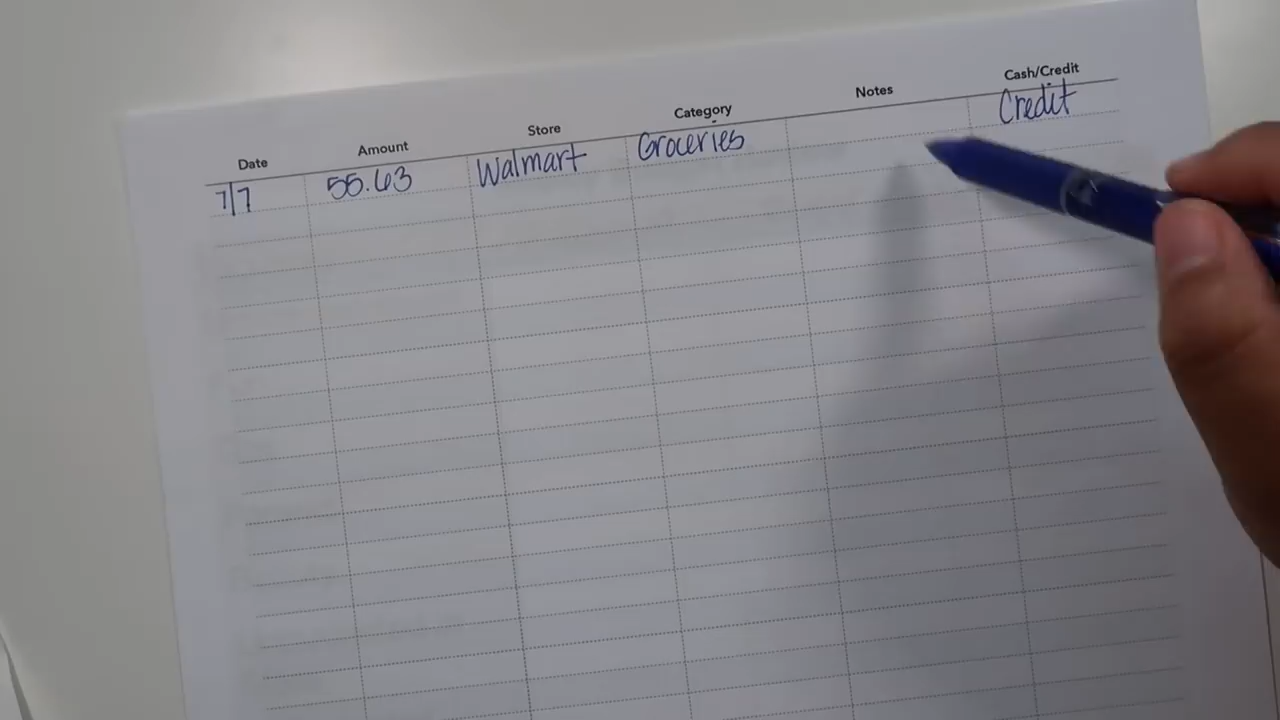 Date Amount Store Category Notes Cash/Credit
7/7 55.63 Walmart Groceries Credit